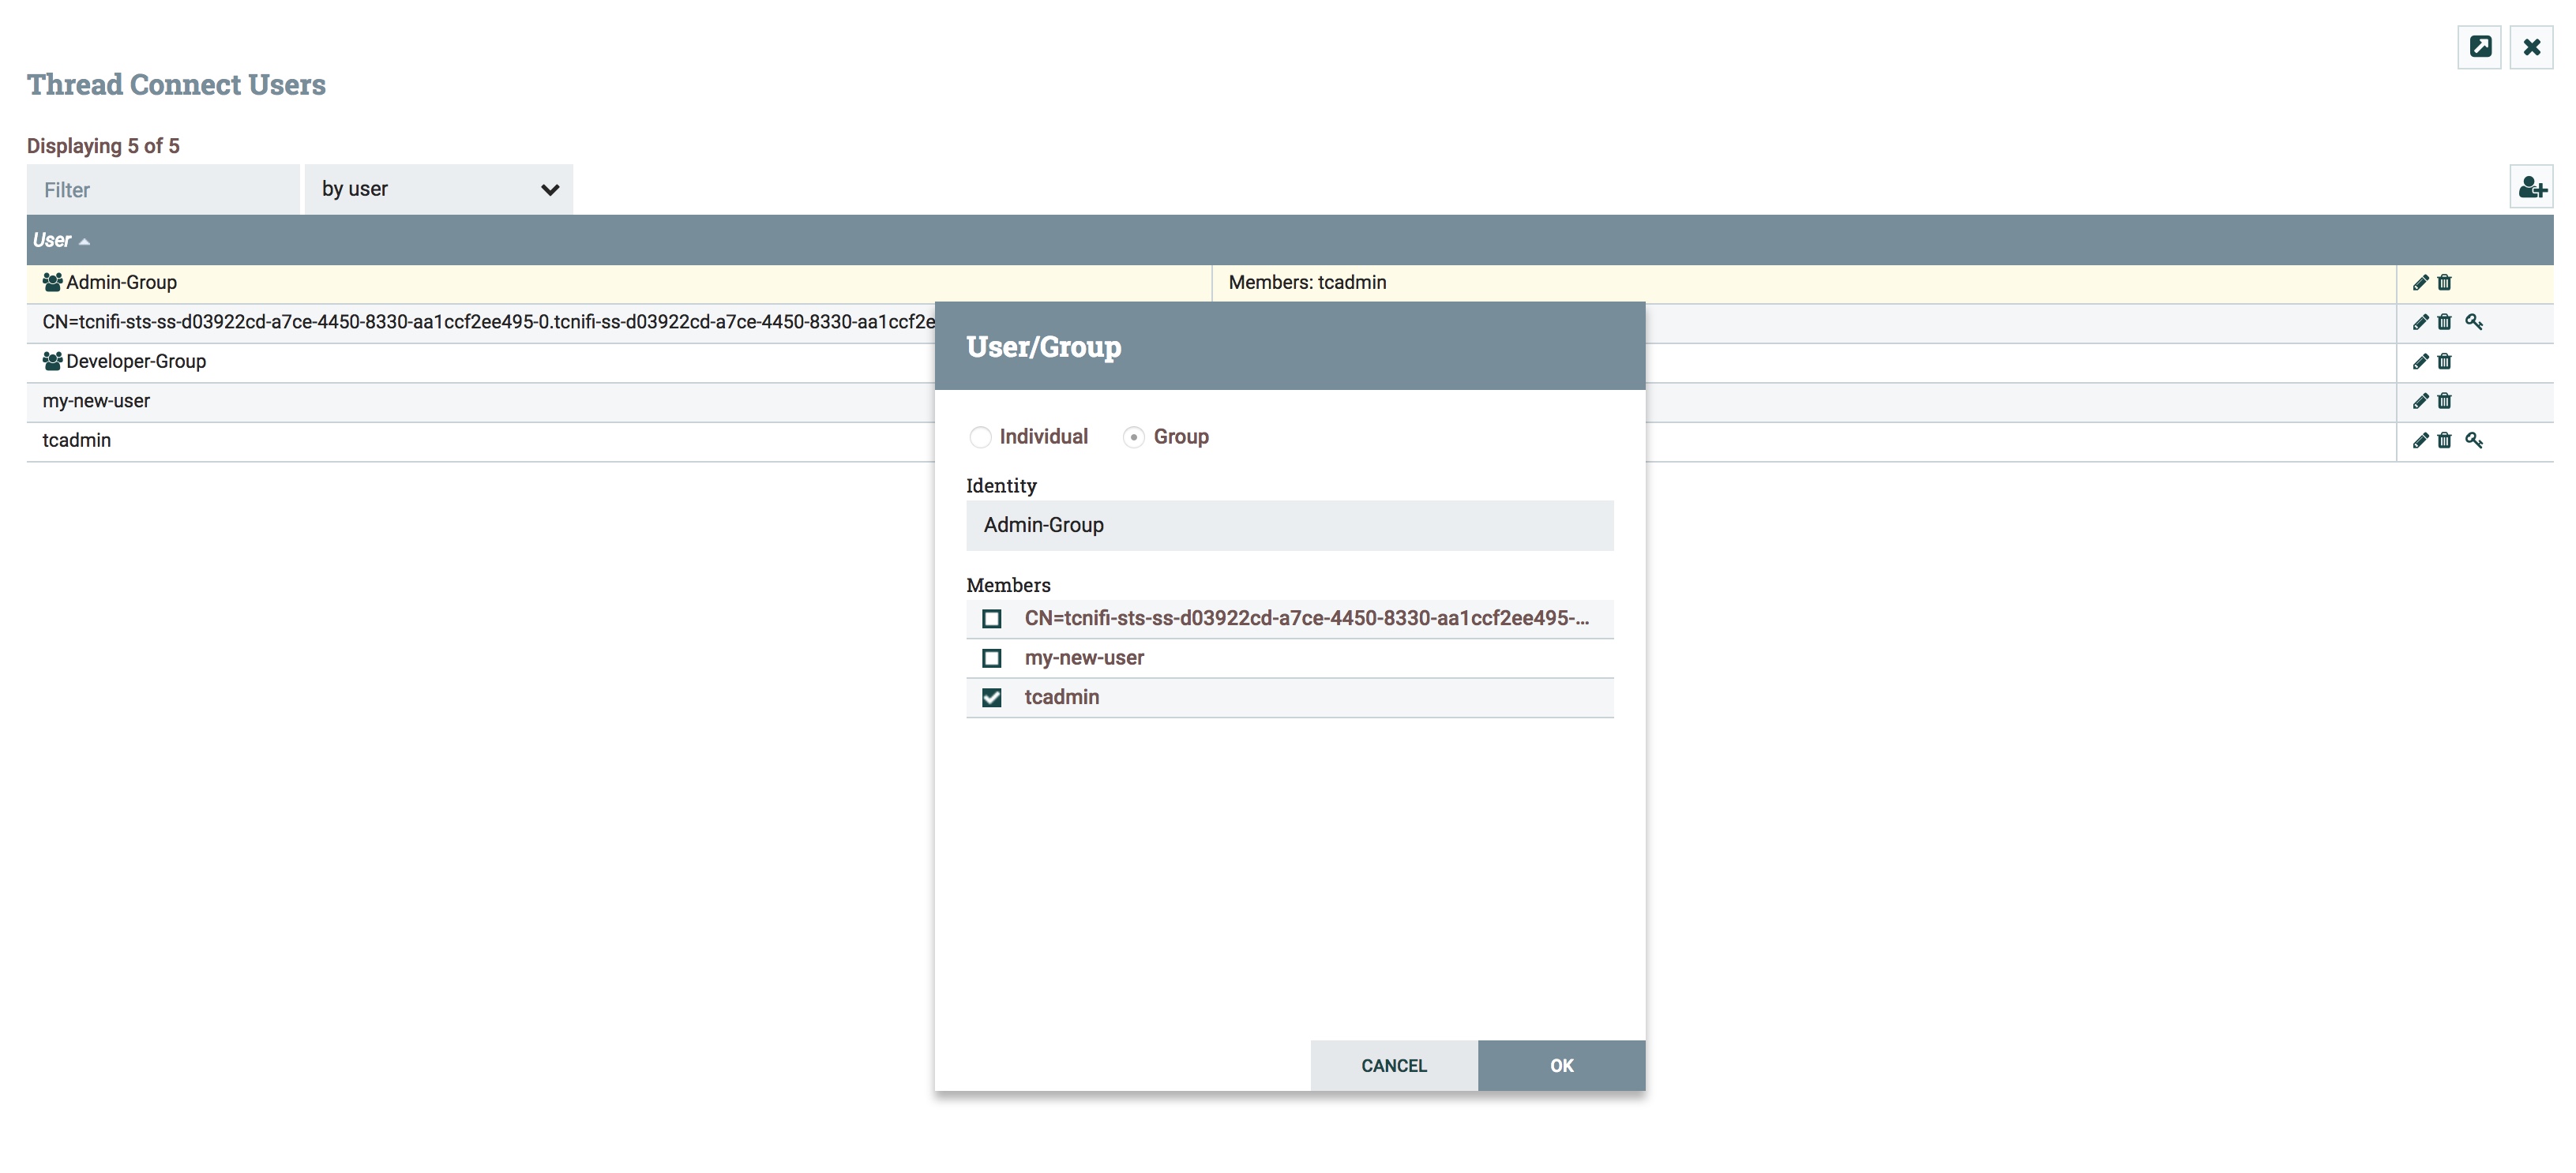 Thread Connect Users
Displaying 5 of 5
Filter
by user
User
Admin-Group
Members: tcadmin
CN=tcnifi-sts-ss-d03922cd-a7ce-4450-8330-aa1ccf2ee495-0.tcnifi-ss-d03922cd-a7ce-4450-8330-aa1ccf2e
Developer-Group
my-new-user
tcadmin
User/Group
Individual
Group
Identity
Admin-Group
Members
CN=tcnifi-sts-ss-d03922cd-a7ce-4450-8330-aa1ccf2ee495-...
my-new-user
tcadmin
CANCEL
OK